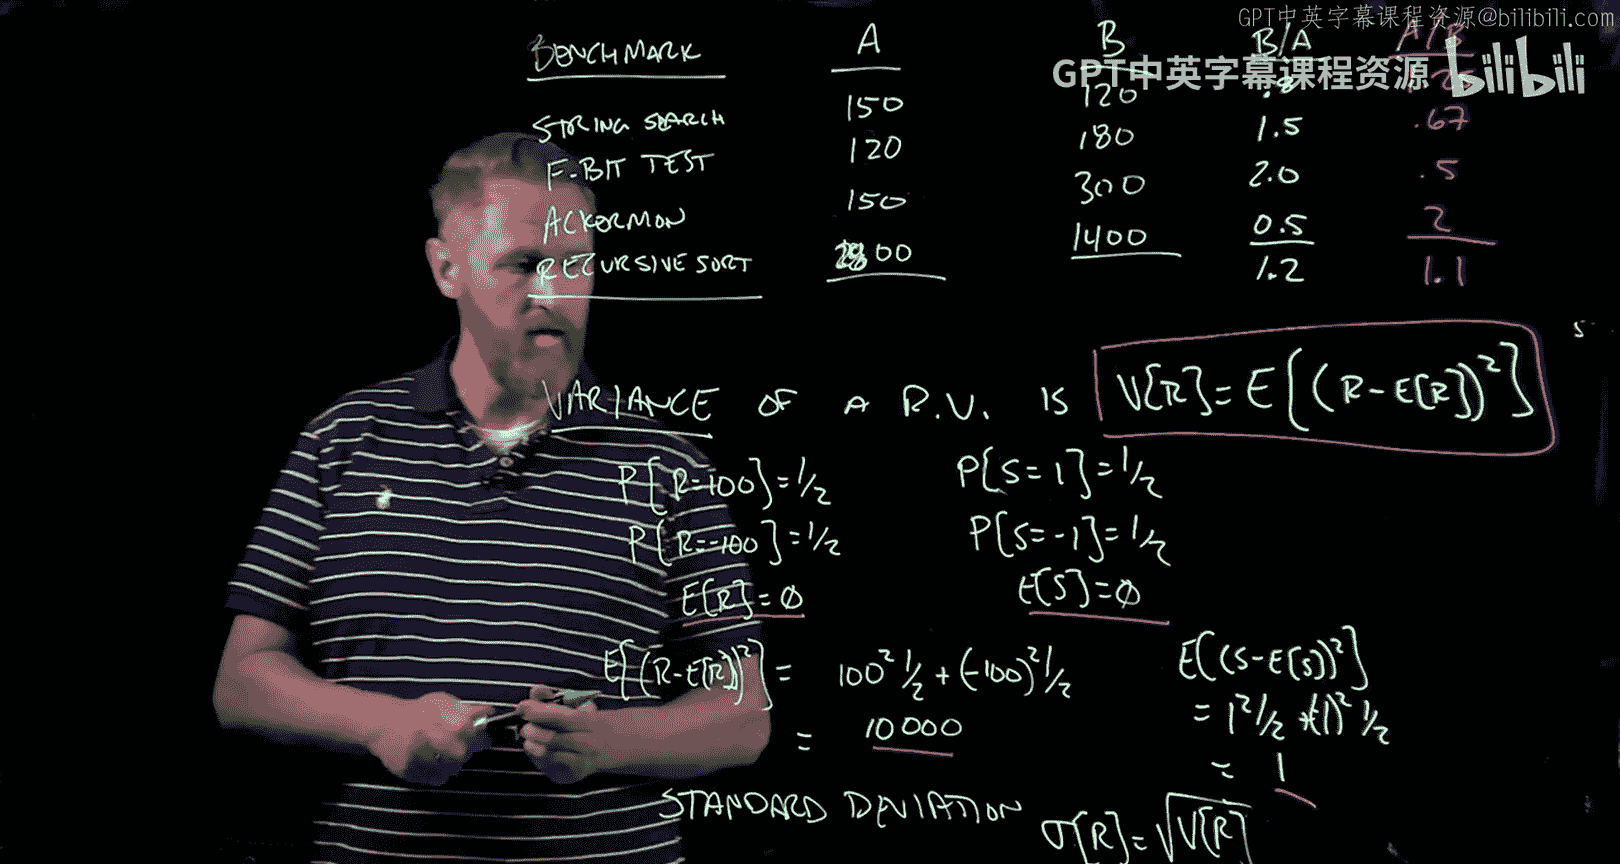 GPT中英字幕课程资源@bilibili.com
GPT中英字幕课程资源 bilibili
BENCHMARK A B B/A A/B
STRING SEARCH 150 120 .8
F-BIT TEST 120 180 1.5 .67
ACKERMON 150 300 2.0 .5
RECURSIVE SORT 00 1400 0.5 2
1.2 1.1
VARIANCE OF A R.V. IS V[R]=E[(R-E[R])²]
P[R=100]=1/2 P[S=1]=1/2
P[R=-100]=1/2 P[S=-1]=1/2
E[R]=0 E[S]=0
E[(R-E[R])²]= 100² 1/2 + (-100)² 1/2 E[(S-E[S])²]
= 10000 = 1² 1/2 + (-1)² 1/2
= 1
STANDARD DEVIATION σ[R]=√V[R]